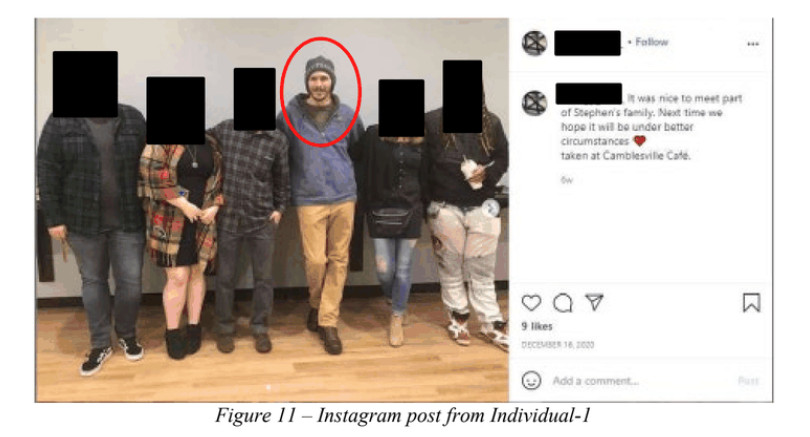 • Follow
It was nice to meet part
of Stephen's family. Next time we
hope it will be under better
circumstances ❤
taken at Camblesville Café.
6w
9 likes
DECEMBER 18, 2020
Add a comment...
Post
Figure 11 – Instagram post from Individual-1